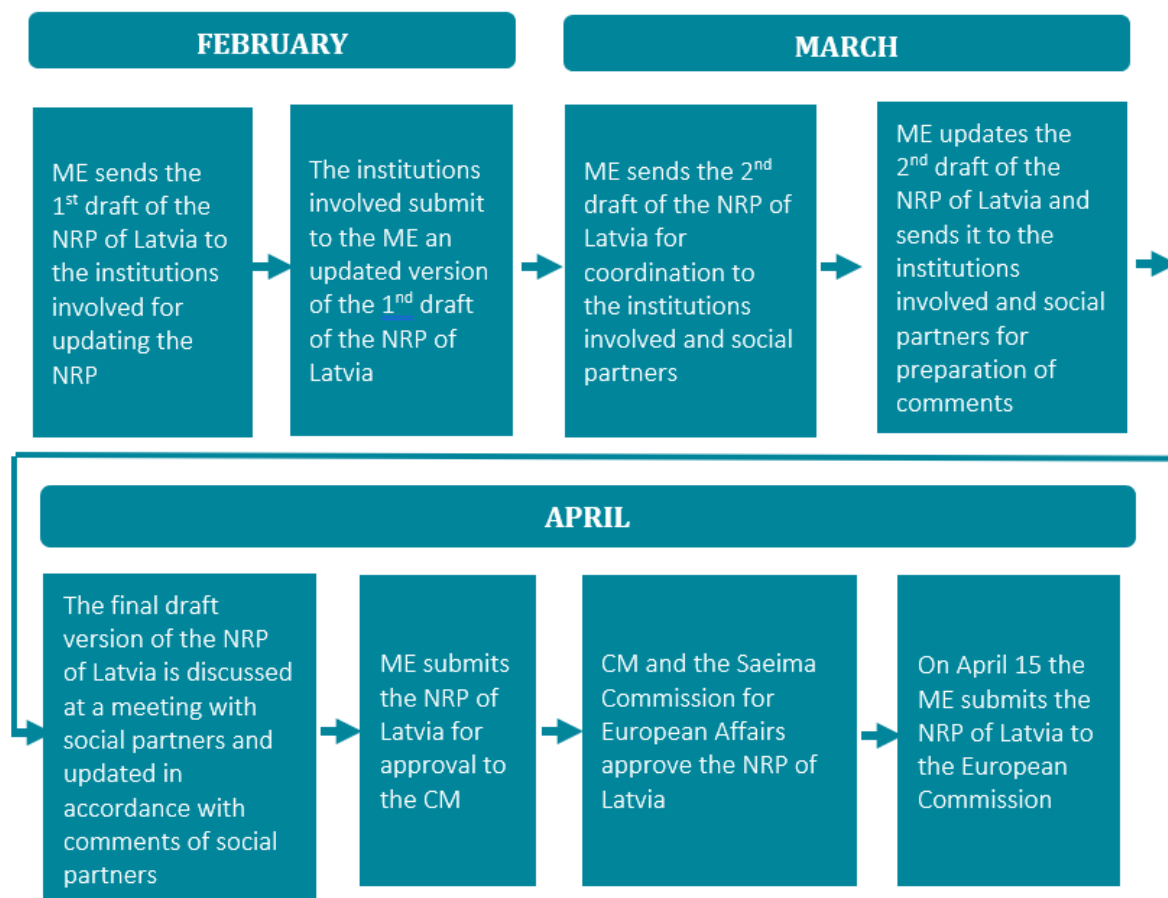 FEBRUARY
MARCH
ME sends the
1st draft of the
NRP of Latvia to
the institutions
involved for
updating the
NRP
The institutions
involved submit
to the ME an
updated version
of the 1nd draft
of the NRP of
Latvia
ME sends the 2nd
draft of the NRP of
Latvia for
coordination to
the institutions
involved and social
partners
ME updates the
2nd draft of the
NRP of Latvia and
sends it to the
institutions
involved and social
partners for
preparation of
comments
APRIL
The final draft
version of the NRP
of Latvia is discussed
at a meeting with
social partners and
updated in
accordance with
comments of social
partners
ME submits
the NRP of
Latvia for
approval to
the CM
CM and the Saeima
Commission for
European Affairs
approve the NRP of
Latvia
On April 15 the
ME submits the
NRP of Latvia to
the European
Commission